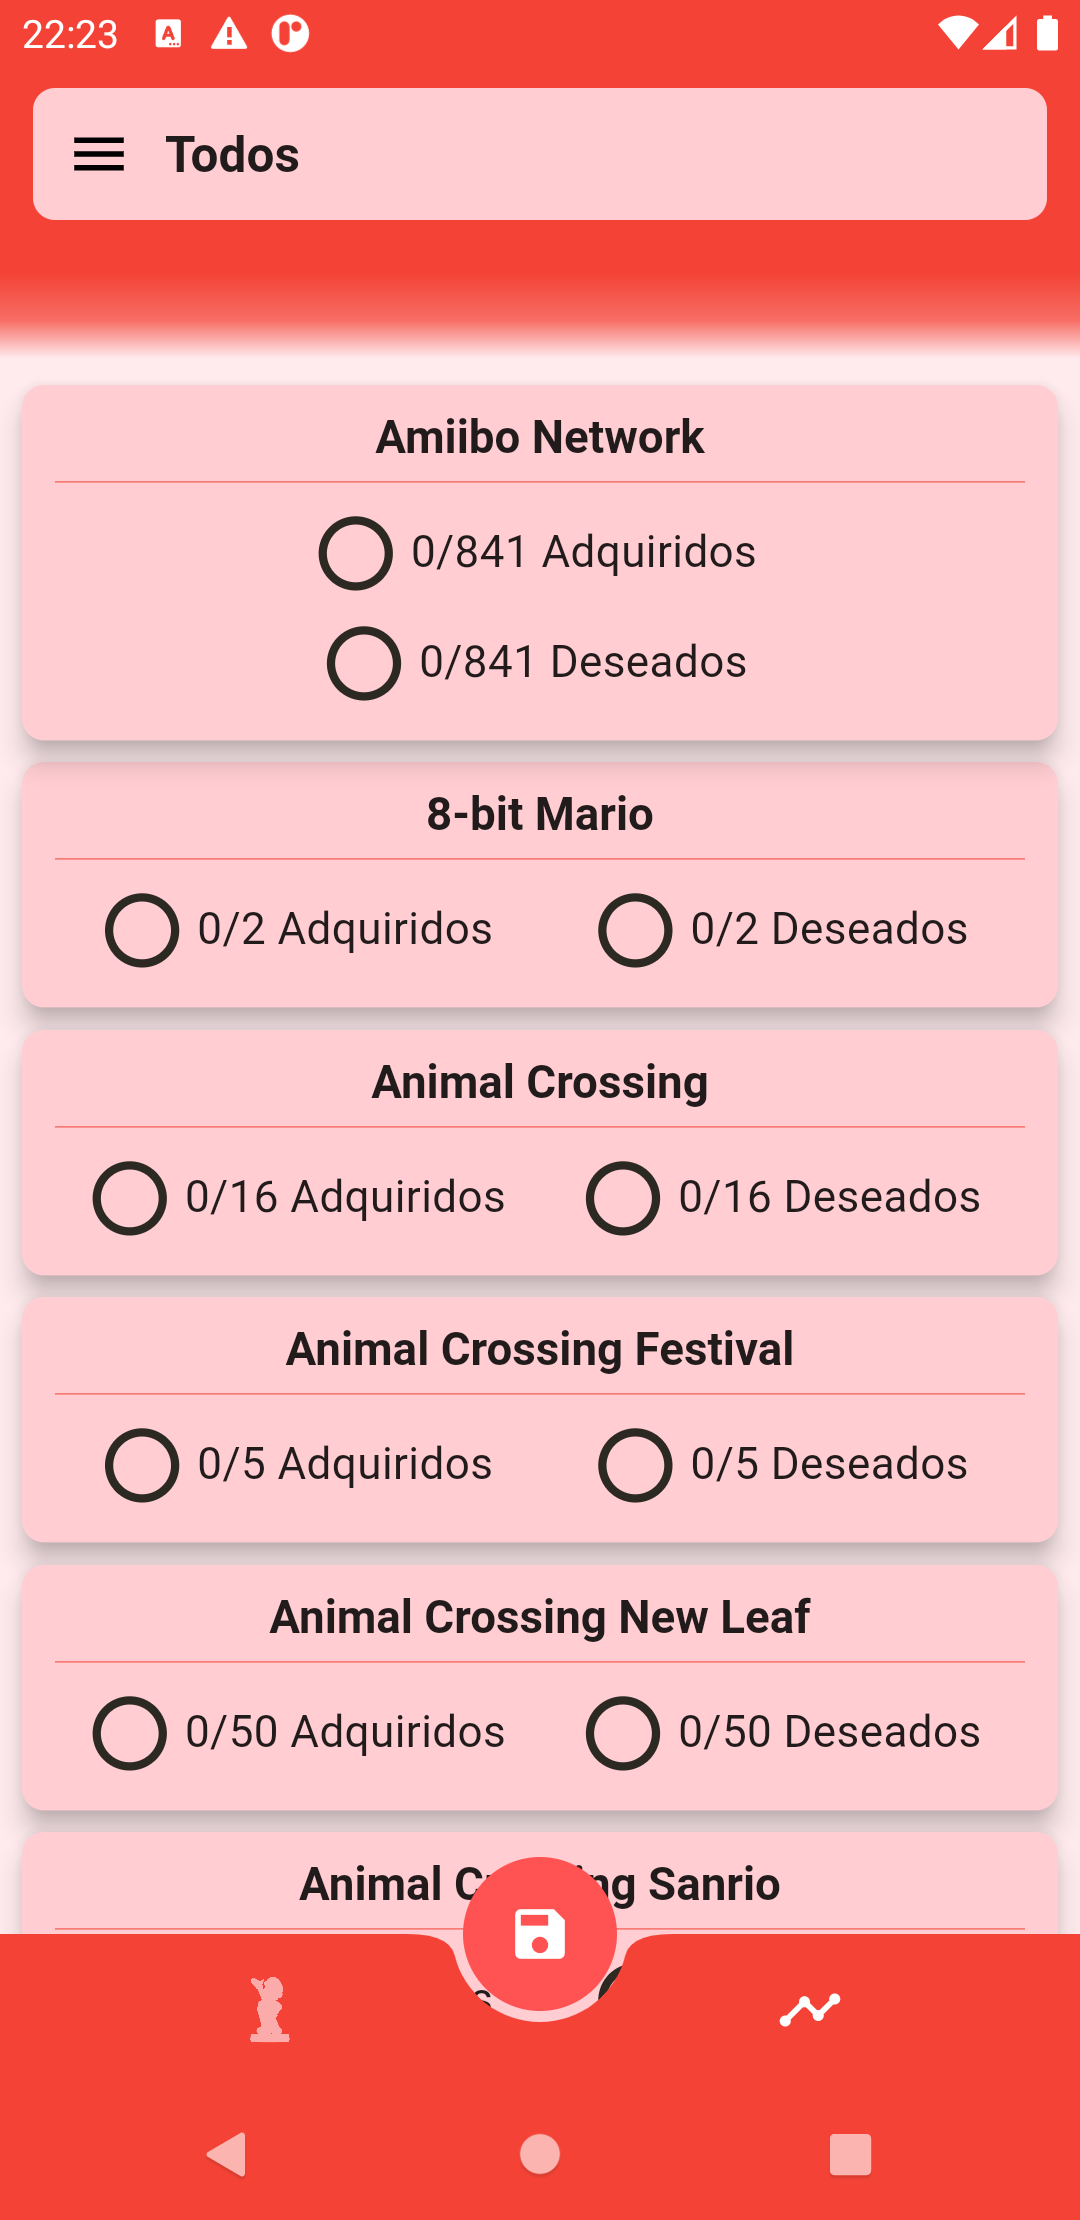 22:23
Todos
Amiibo Network
0/841 Adquiridos
0/841 Deseados
8-bit Mario
0/2 Adquiridos 0/2 Deseados
Animal Crossing
0/16 Adquiridos 0/16 Deseados
Animal Crossing Festival
0/5 Adquiridos 0/5 Deseados
Animal Crossing New Leaf
0/50 Adquiridos 0/50 Deseados
Animal C ng Sanrio
s